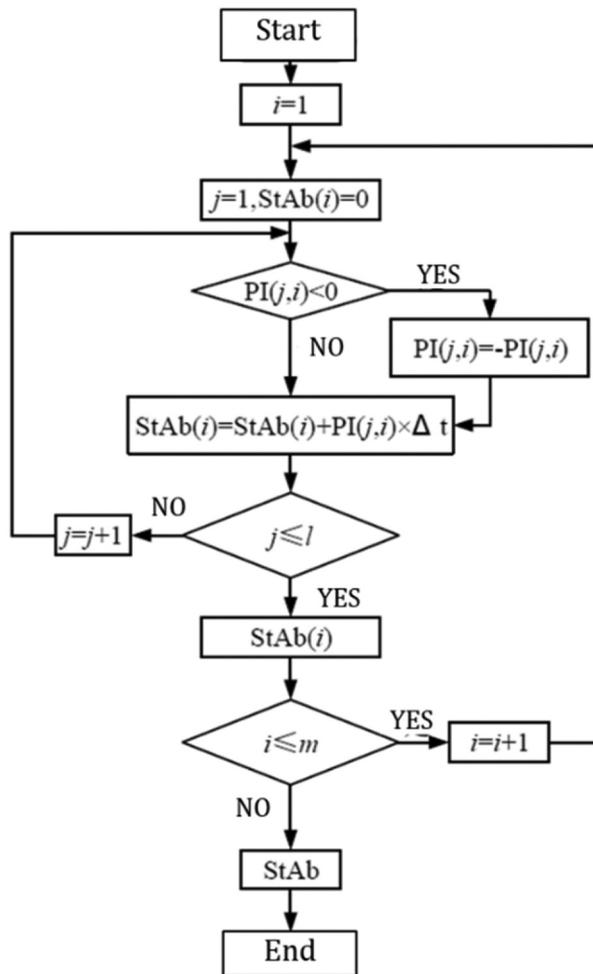 Start
i=1
j=1,StAb(i)=0
PI(j,i)<0
YES
PI(j,i)=-PI(j,i)
NO
StAb(i)=StAb(i)+PI(j,i)×Δ t
NO
j=j+1
j≤l
YES
StAb(i)
i≤m
YES
i=i+1
NO
StAb
End